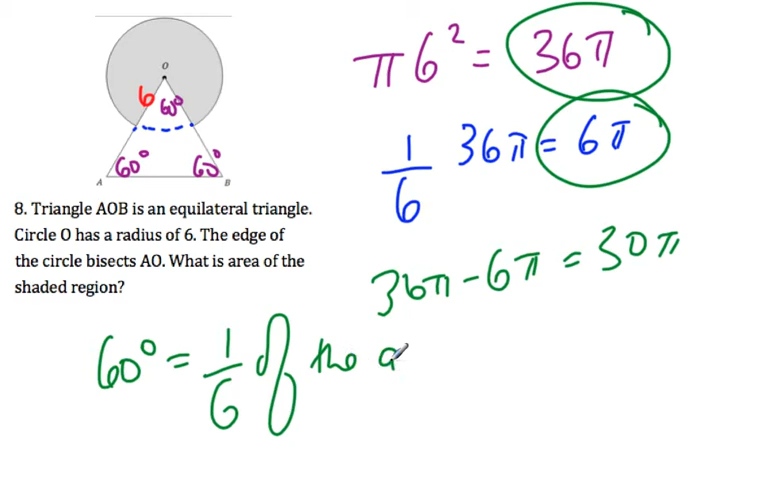 O
6
60°
60°
60°
A
B
π6² = 36π
1/6 36π = 6π
8. Triangle AOB is an equilateral triangle.
Circle O has a radius of 6. The edge of
the circle bisects AO. What is area of the
shaded region?
36π - 6π = 30π
60° = 1/6 of the a